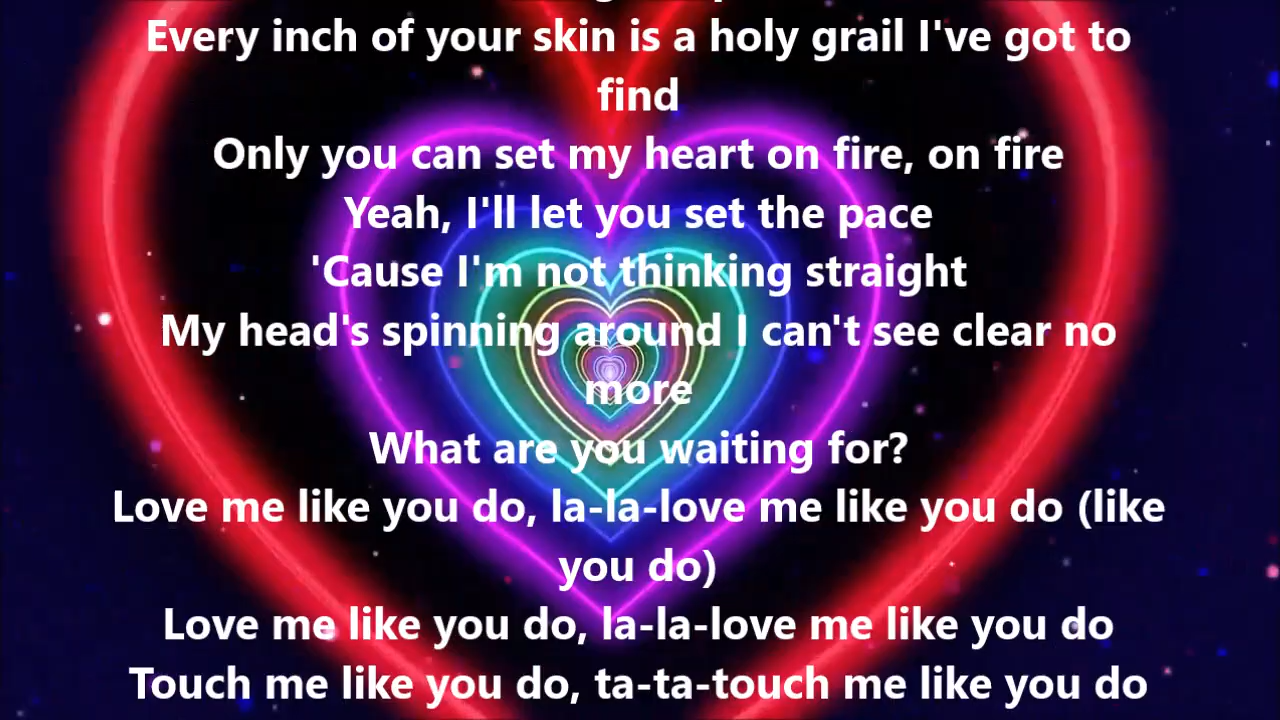 Every inch of your skin is a holy grail I've got to
find
Only you can set my heart on fire, on fire
Yeah, I'll let you set the pace
'Cause I'm not thinking straight
My head's spinning around I can't see clear no
more
What are you waiting for?
Love me like you do, la-la-love me like you do (like
you do)
Love me like you do, la-la-love me like you do
Touch me like you do, ta-ta-touch me like you do